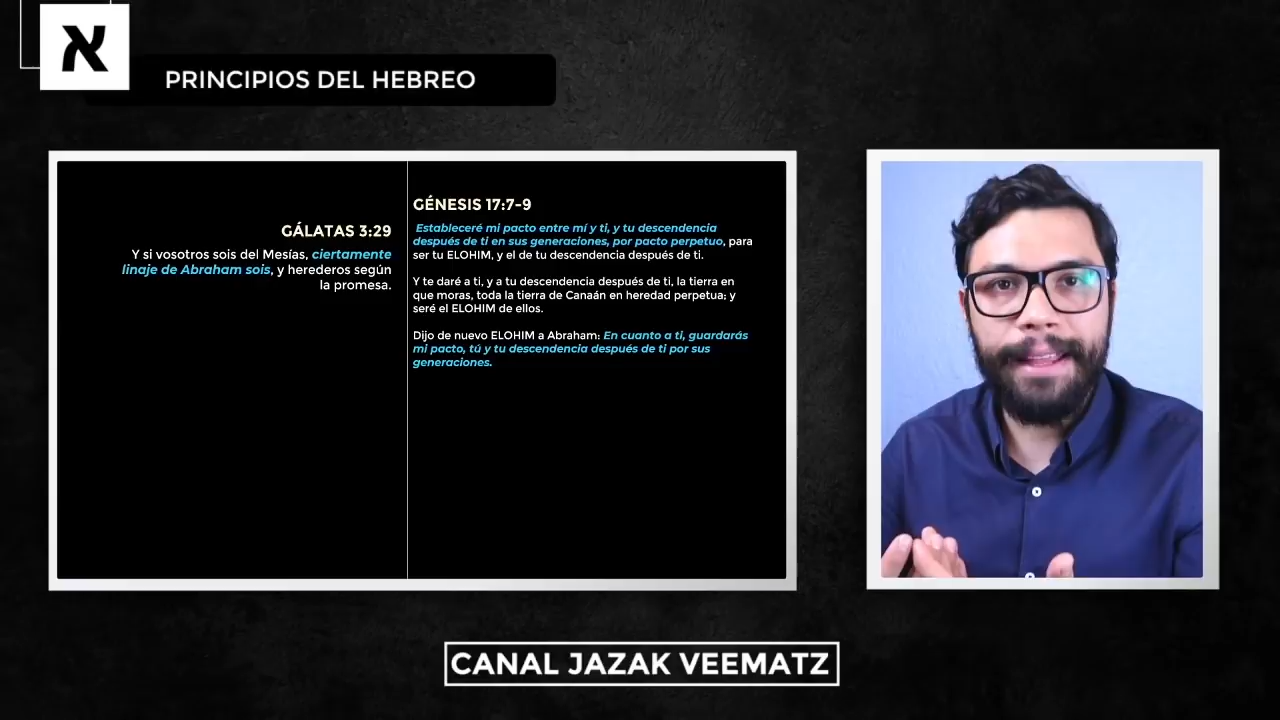 א
PRINCIPIOS DEL HEBREO
GÁLATAS 3:29
Y si vosotros sois del Mesías, ciertamente
linaje de Abraham sois, y herederos según
la promesa.
GÉNESIS 17:7-9
Estableceré mi pacto entre mí y ti, y tu descendencia
después de ti en sus generaciones, por pacto perpetuo, para
ser tu ELOHIM, y el de tu descendencia después de ti.
Y te daré a ti, y a tu descendencia después de ti, la tierra en
que moras, toda la tierra de Canaán en heredad perpetua; y
seré el ELOHIM de ellos.
Dijo de nuevo ELOHIM a Abraham: En cuanto a ti, guardarás
mi pacto, tú y tu descendencia después de ti por sus
generaciones.
CANAL JAZAK VEEMATZ